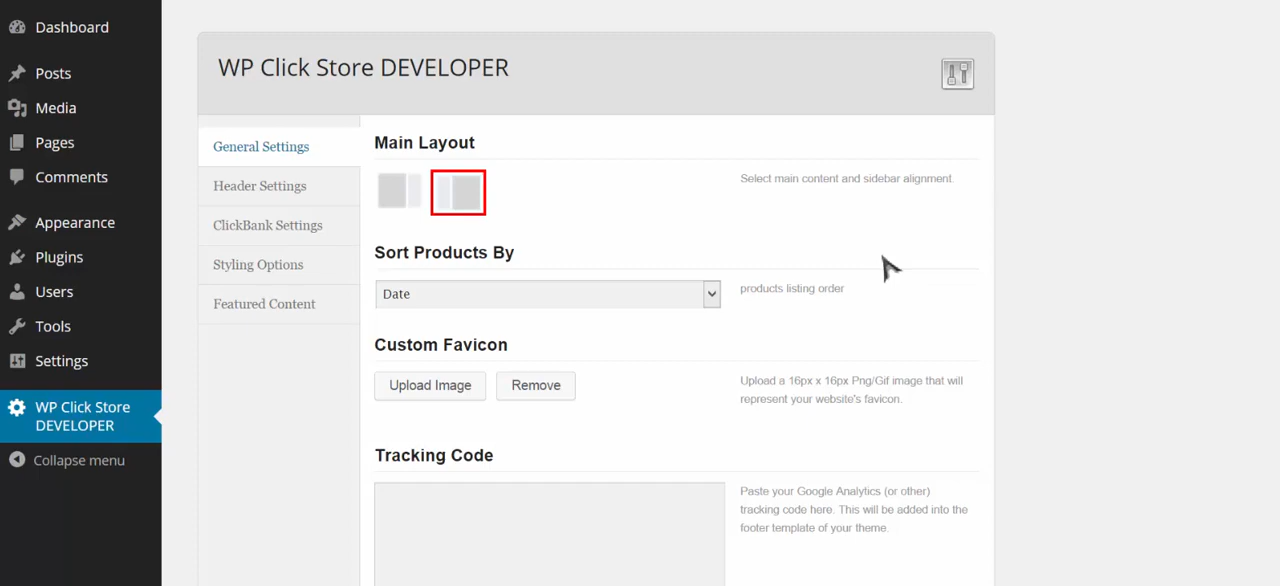 Dashboard
Posts
Media
Pages
Comments
Appearance
Plugins
Users
Tools
Settings
WP Click Store
DEVELOPER
Collapse menu
WP Click Store DEVELOPER
General Settings
Header Settings
ClickBank Settings
Styling Options
Featured Content
Main Layout
Select main content and sidebar alignment.
Sort Products By
Date
products listing order
Custom Favicon
Upload Image
Remove
Upload a 16px x 16px Png/Gif image that will
represent your website's favicon.
Tracking Code
Paste your Google Analytics (or other)
tracking code here. This will be added into the
footer template of your theme.